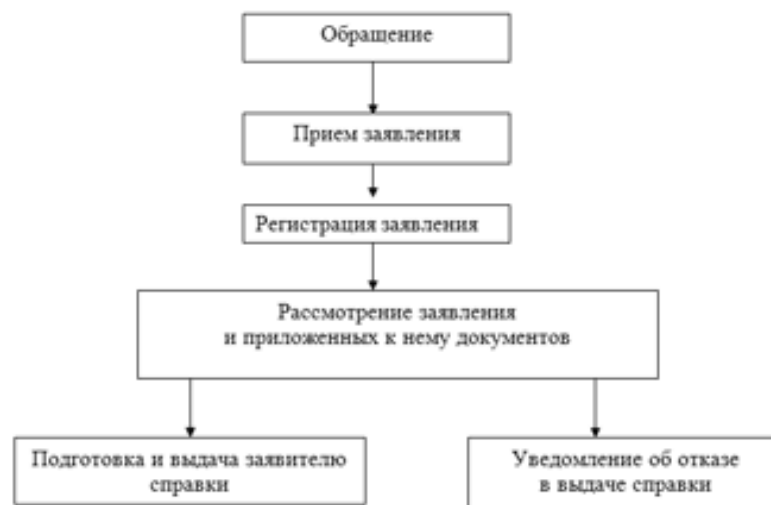 Обращение
Прием заявления
Регистрация заявления
Рассмотрение заявления
и приложенных к нему документов
Подготовка и выдача заявителю
справки
Уведомление об отказе
в выдаче справки